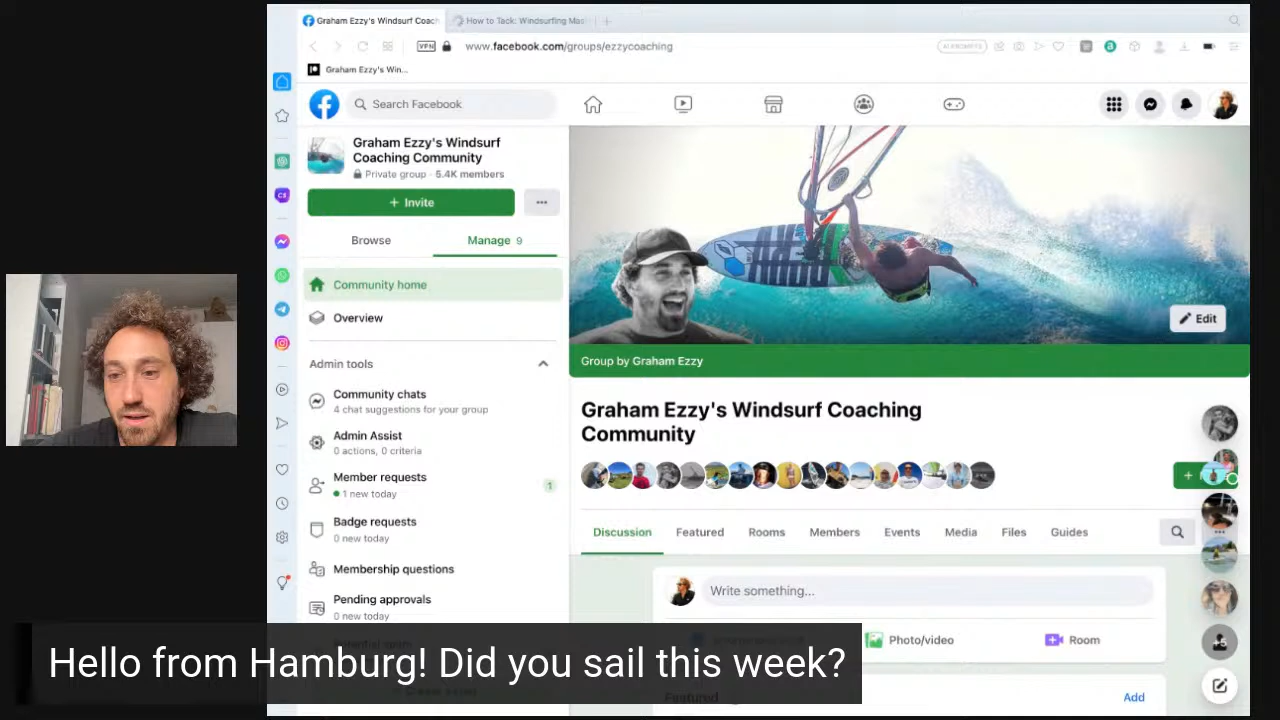 Graham Ezzy's Windsurf Coach
How to Tack: Windsurfing Mas
VPN
www.facebook.com/groups/ezzycoaching
AI PROMPTS
Graham Ezzy's Win...
Search Facebook
Graham Ezzy's Windsurf
Coaching Community
Private group · 5.4K members
+ Invite
Browse
Manage 9
Community home
Overview
Admin tools
Community chats
4 chat suggestions for your group
Admin Assist
0 actions, 0 criteria
Member requests
1 new today
1
Badge requests
0 new today
Membership questions
Pending approvals
0 new today
Edit
Group by Graham Ezzy
Graham Ezzy's Windsurf Coaching
Community
Discussion
Featured
Rooms
Members
Events
Media
Files
Guides
Write something...
Photo/video
Room
Featured
Add
Hello from Hamburg! Did you sail this week?